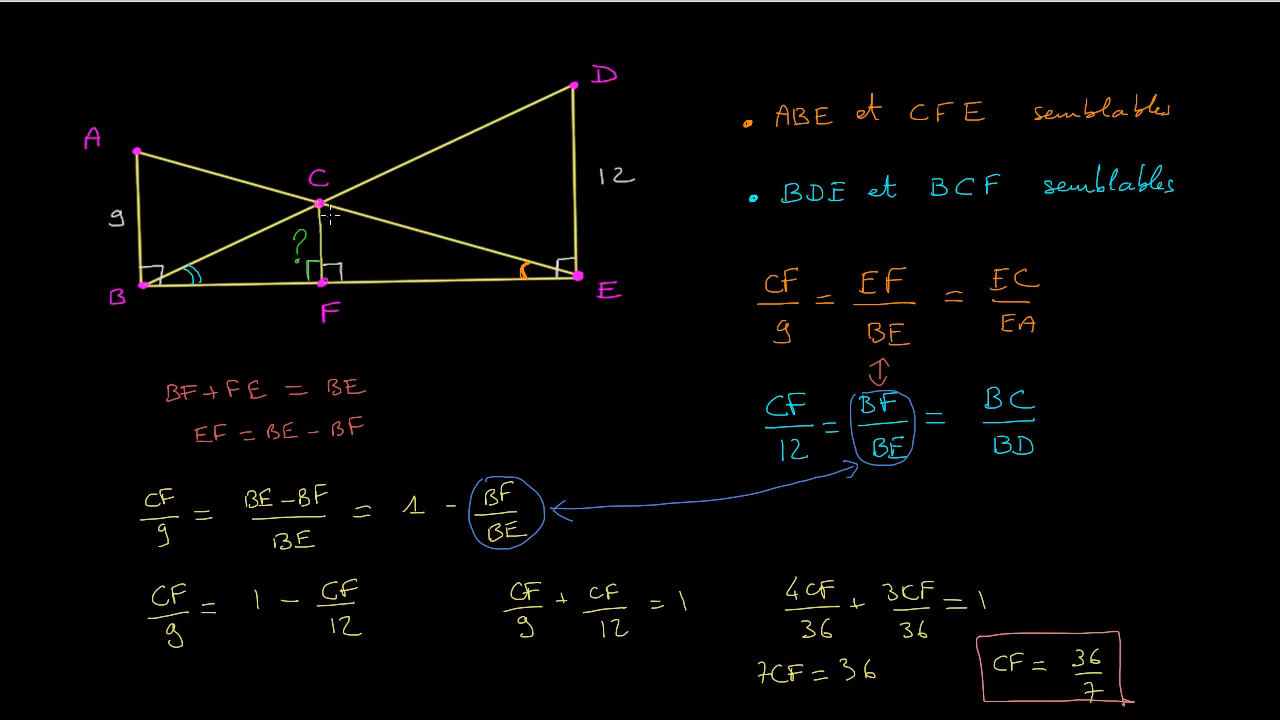 D
A
C
12
9
?
B
F
E
• ABE et CFE semblables
• BDE et BCF semblables
CF/9 = EF/BE = EC/EA
CF/12 = BF/BE = BC/BD
BF + FE = BE
EF = BE - BF
CF/9 = BE - BF/BE = 1 - BF/BE
CF/9 = 1 - CF/12
CF/9 + CF/12 = 1
4CF/36 + 3CF/36 = 1
7CF = 36
CF = 36/7